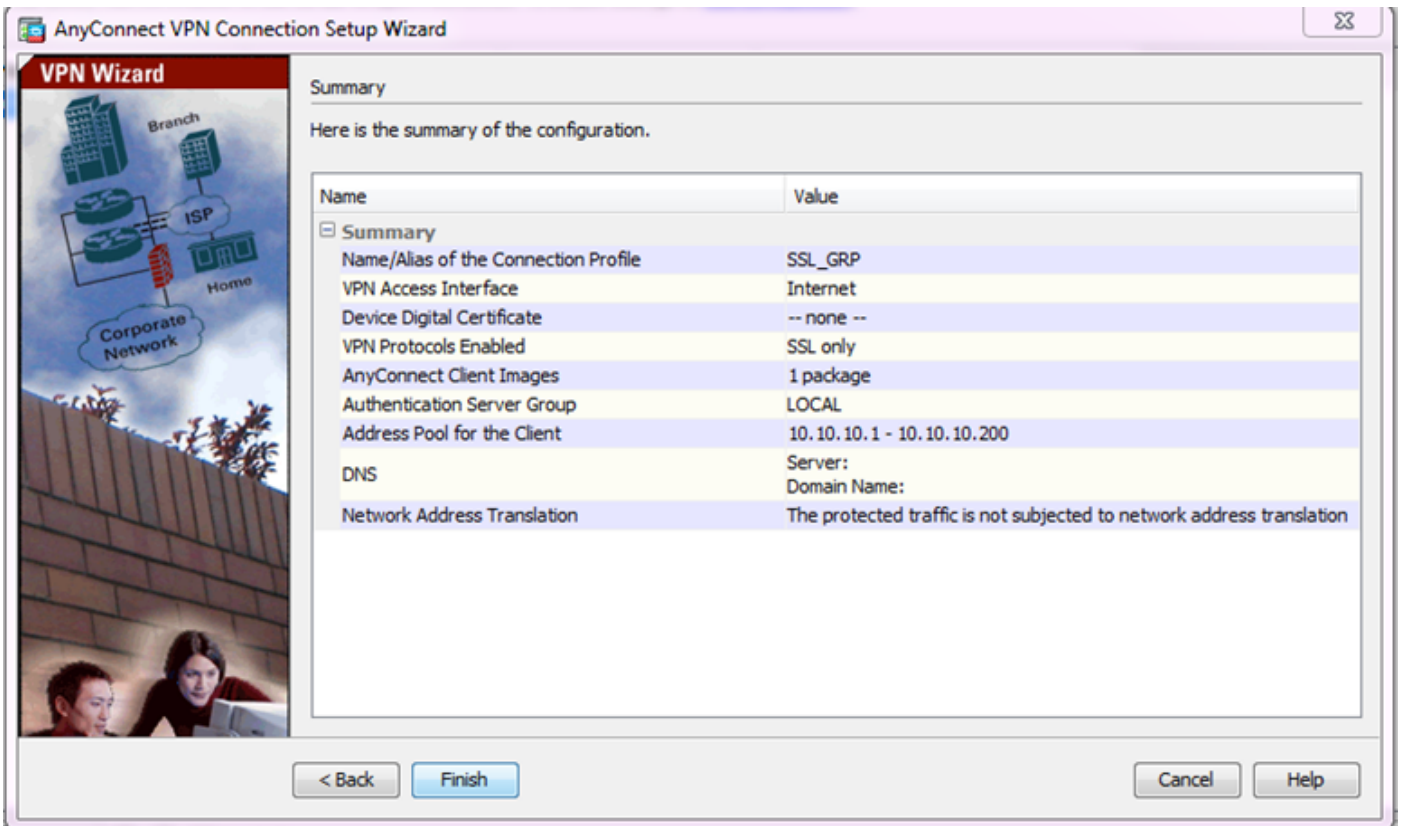 AnyConnect VPN Connection Setup Wizard
VPN Wizard
Branch
ISP
Home
Corporate
Network
Summary
Here is the summary of the configuration.
Name Value
Summary
Name/Alias of the Connection Profile SSL_GRP
VPN Access Interface Internet
Device Digital Certificate -- none --
VPN Protocols Enabled SSL only
AnyConnect Client Images 1 package
Authentication Server Group LOCAL
Address Pool for the Client 10.10.10.1 - 10.10.10.200
DNS Server:
Domain Name:
Network Address Translation The protected traffic is not subjected to network address translation
< Back Finish Cancel Help